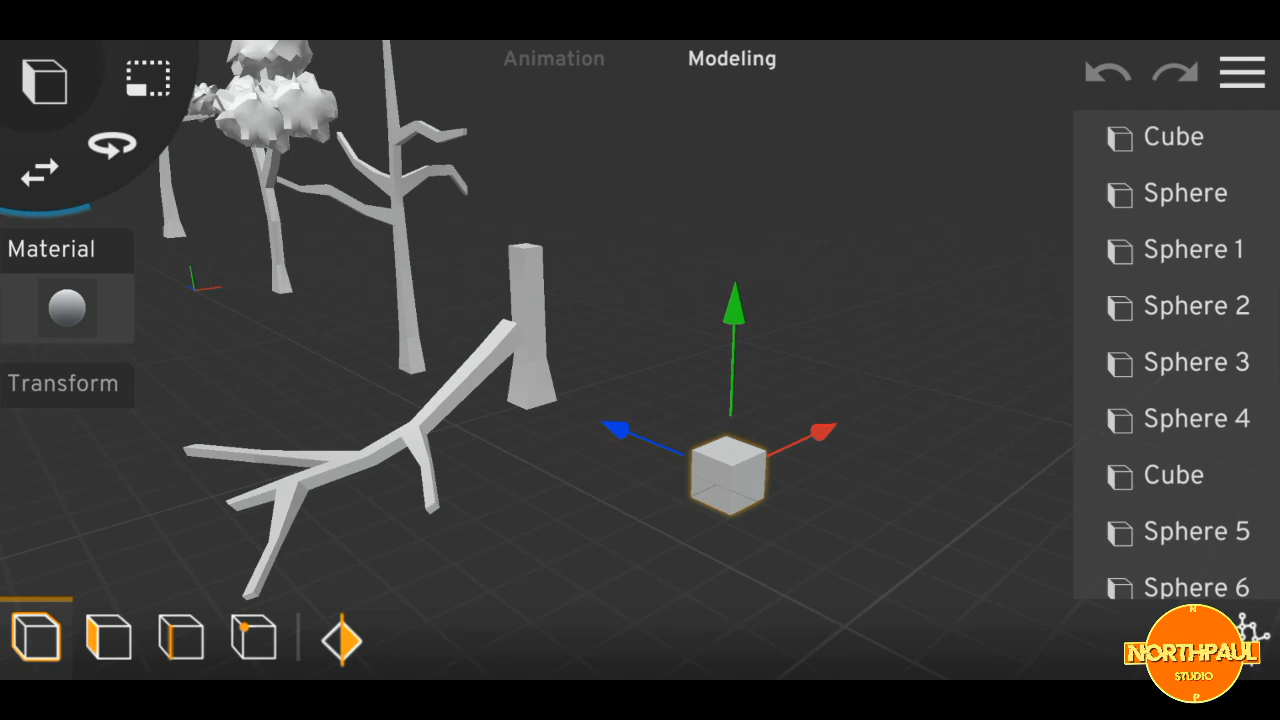 Animation
Modeling
Material
Transform
Cube
Sphere
Sphere 1
Sphere 2
Sphere 3
Sphere 4
Cube
Sphere 5
Sphere 6
N
NORTHPAUL
STUDIO
P